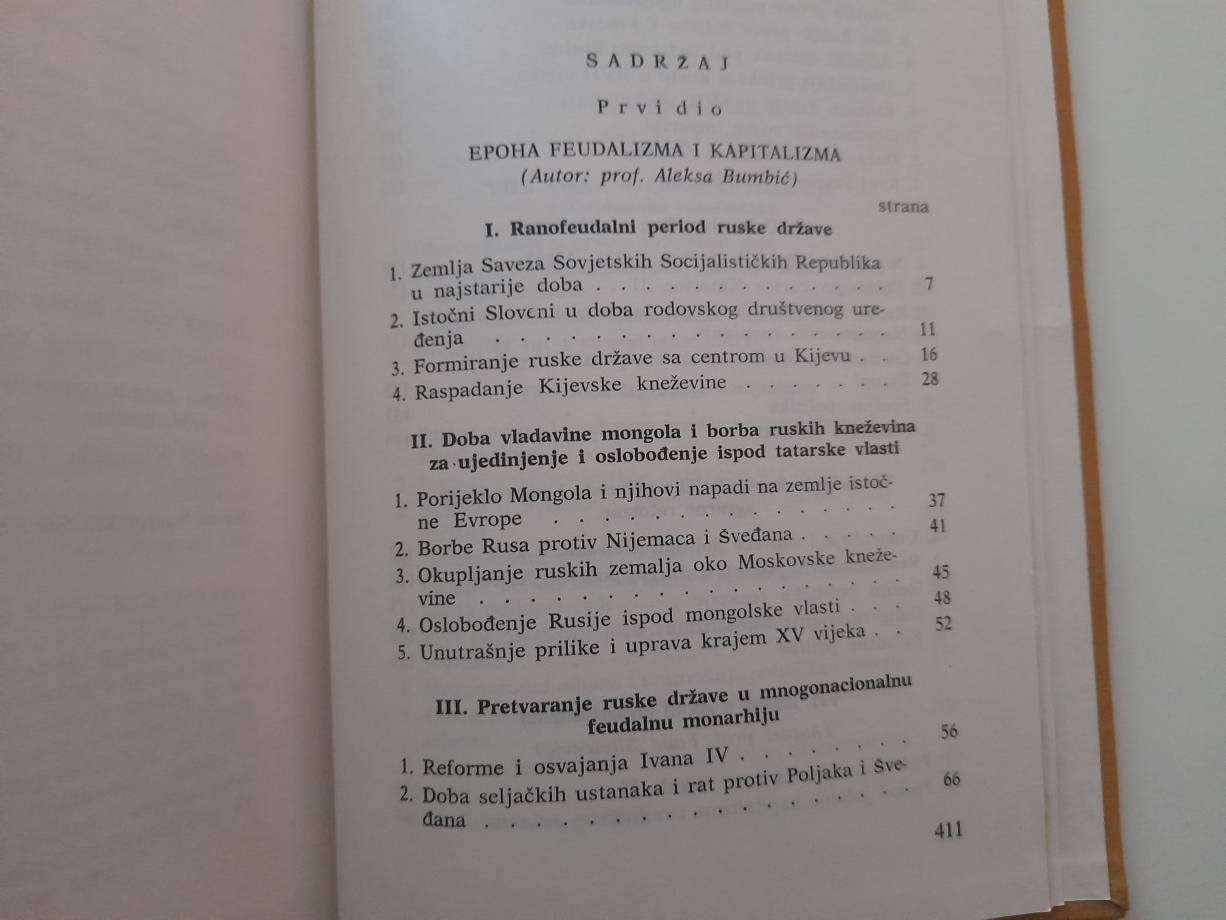 SADRŽAJ
Prvi dio
EPOHA FEUDALIZMA I KAPITALIZMA
(Autor: prof. Aleksa Bumbić)
strana
I. Ranofeudalni period ruske države
1. Zemlja Saveza Sovjetskih Socijalističkih Republika
u najstarije doba . . . . . . . . . . . . 7
2. Istočni Sloveni u doba rodovskog društvenog ure-
đenja . . . . . . . . . . . . . . . . 11
3. Formiranje ruske države sa centrom u Kijevu . . 16
4. Raspadanje Kijevske kneževine . . . . . . . 28
II. Doba vladavine mongola i borba ruskih kneževina
za ujedinjenje i oslobođenje ispod tatarske vlasti
1. Porijeklo Mongola i njihovi napadi na zemlje istoč-
ne Evrope . . . . . . . . . . . . . . 37
2. Borbe Rusa protiv Nijemaca i Šveđana . . . . . 41
3. Okupljanje ruskih zemalja oko Moskovske kneže-
vine . . . . . . . . . . . . . . . . . 45
4. Oslobođenje Rusije ispod mongolske vlasti . . . 48
5. Unutrašnje prilike i uprava krajem XV vijeka . . 52
III. Pretvaranje ruske države u mnogonacionalnu
feudalnu monarhiju
1. Reforme i osvajanja Ivana IV . . . . . . . 56
2. Doba seljačkih ustanaka i rat protiv Poljaka i Šve-
đana . . . . . . . . . . . . . . . . . 66
411